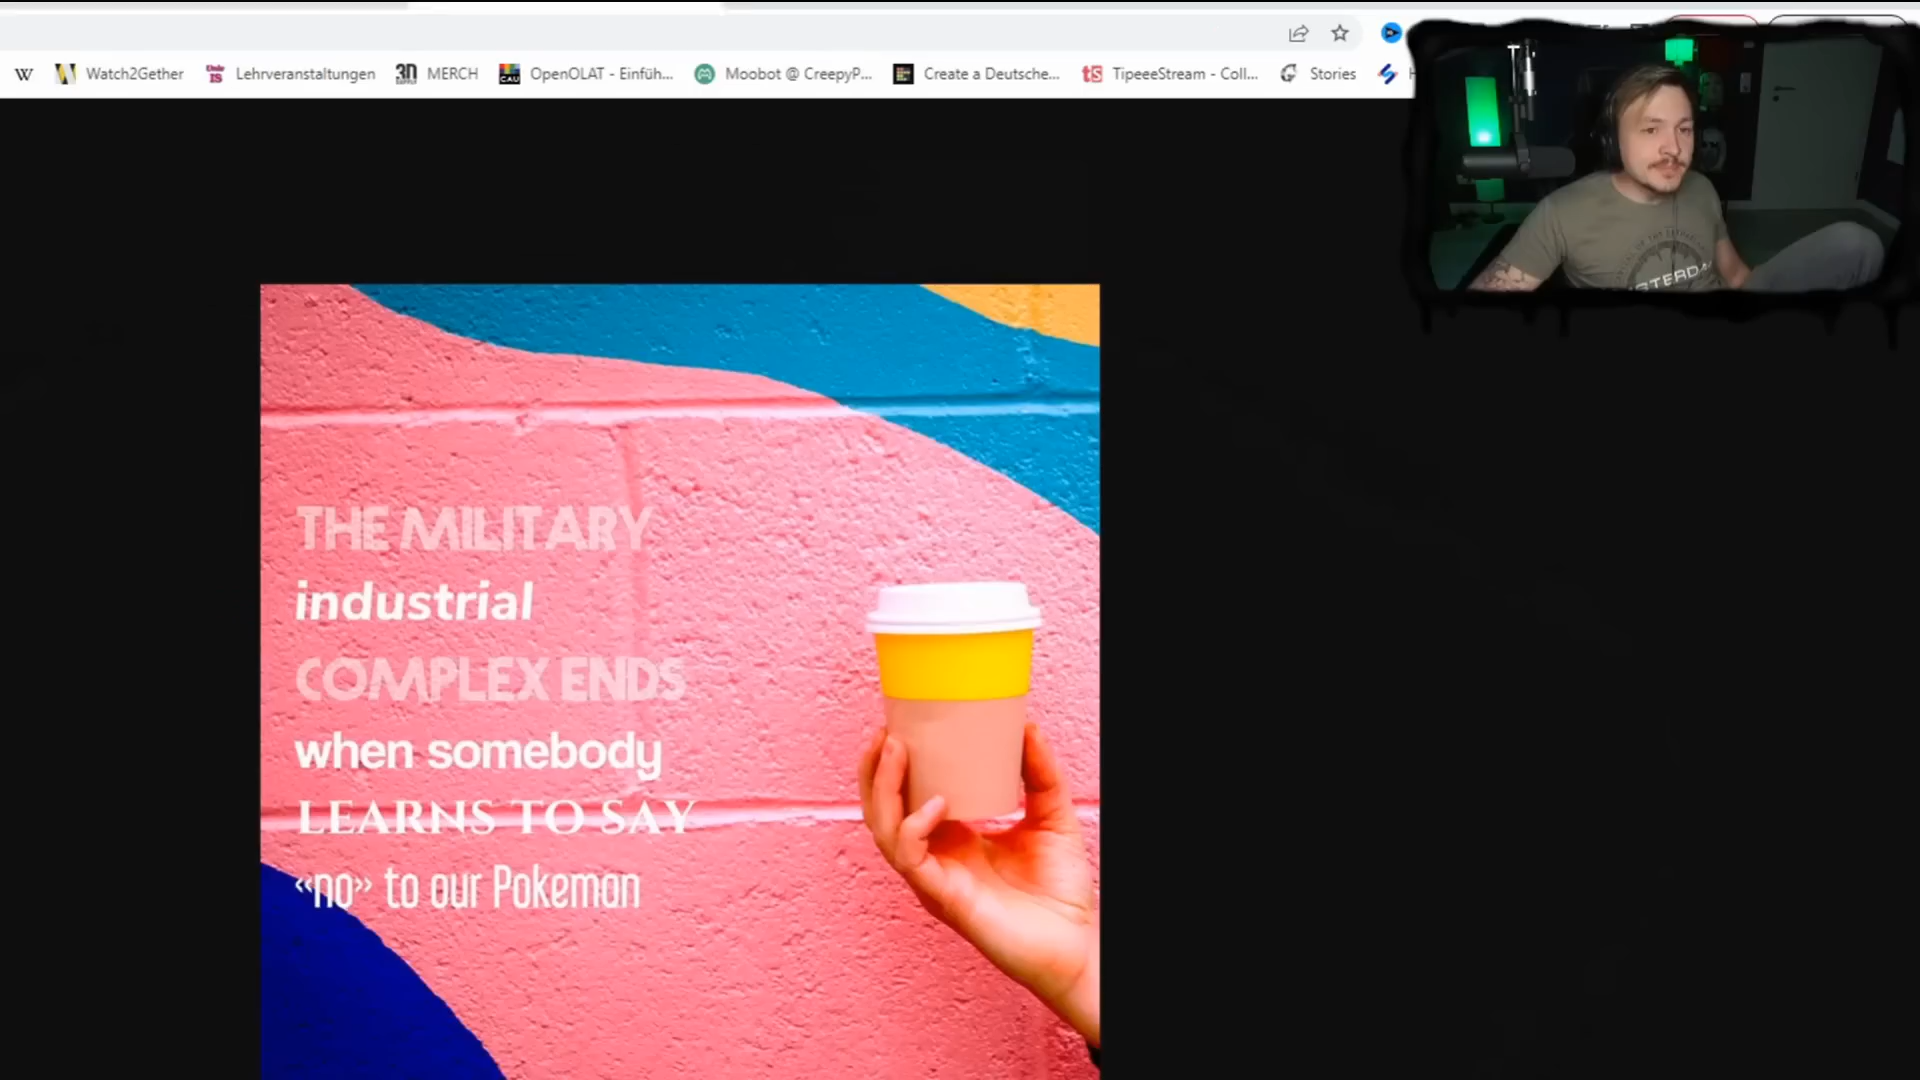 W Watch2Gether Lehrveranstaltungen MERCH OpenOLAT - Einfüh... Moobot @ CreepyP... Create a Deutsche... TipeeeStream - Coll... Stories
THE MILITARY
industrial
COMPLEX ENDS
when somebody
LEARNS TO SAY
«no» to our Pokemon